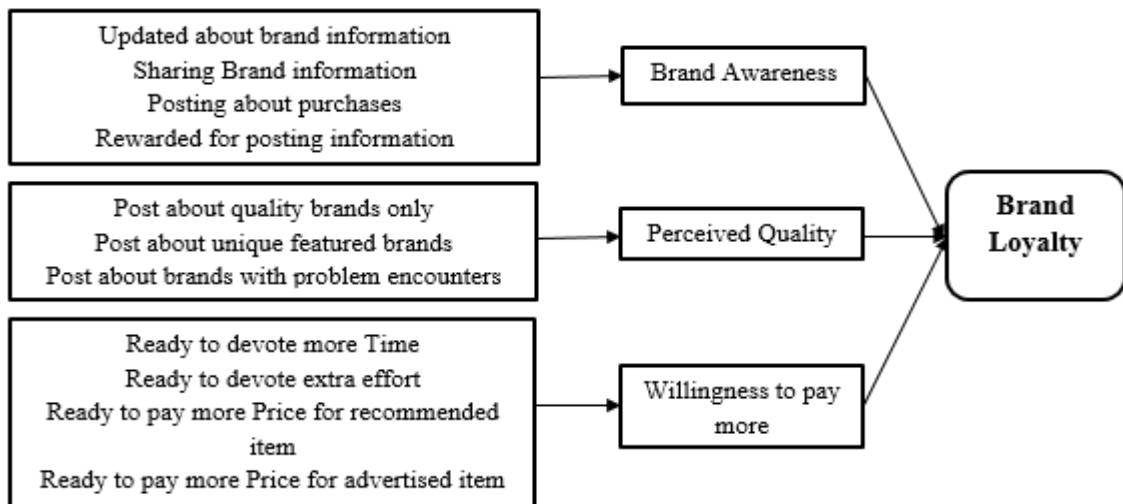 Updated about brand information
Sharing Brand information
Posting about purchases
Rewarded for posting information
Brand Awareness
Post about quality brands only
Post about unique featured brands
Post about brands with problem encounters
Perceived Quality
Brand
Loyalty
Ready to devote more Time
Ready to devote extra effort
Ready to pay more Price for recommended
item
Ready to pay more Price for advertised item
Willingness to pay
more